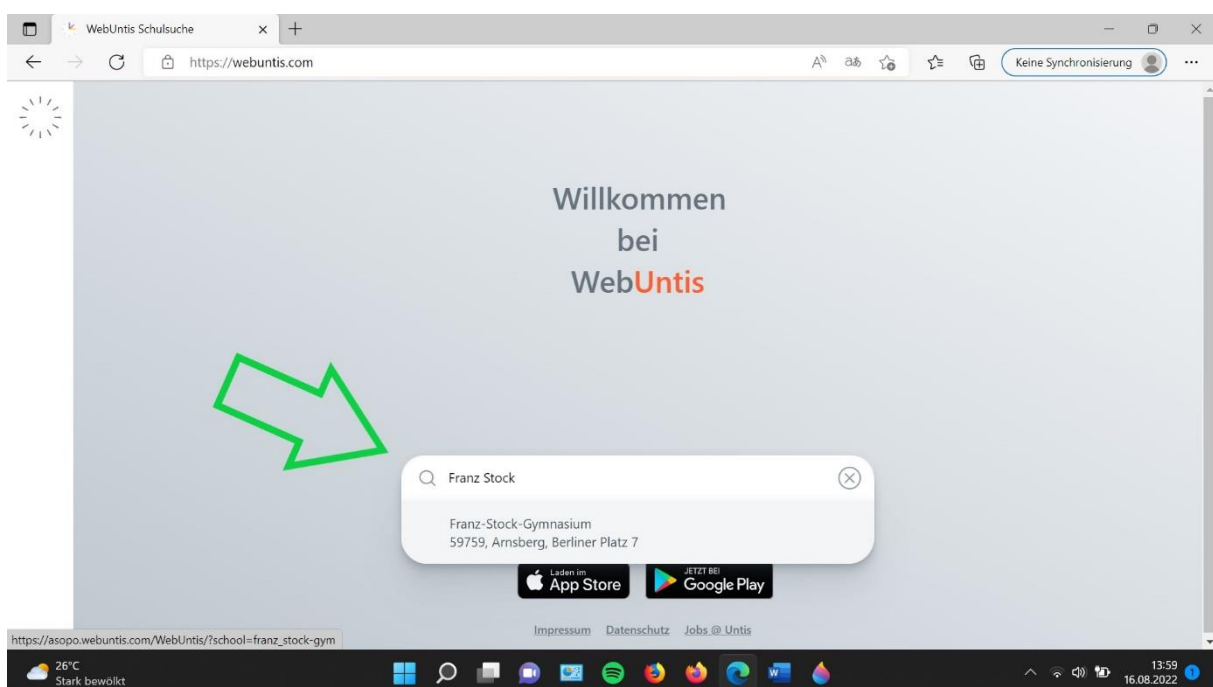 WebUntis Schulsuche
https://webuntis.com
Keine Synchronisierung
Willkommen
bei
WebUntis
Franz Stock
Franz-Stock-Gymnasium
59759, Arnsberg, Berliner Platz 7
Laden im
App Store
JETZT BEI
Google Play
Impressum Datenschutz Jobs @ Untis
https://asopo.webuntis.com/WebUntis/?school=franz_stock-gym
26°C
Stark bewölkt
13:59
16.08.2022
1